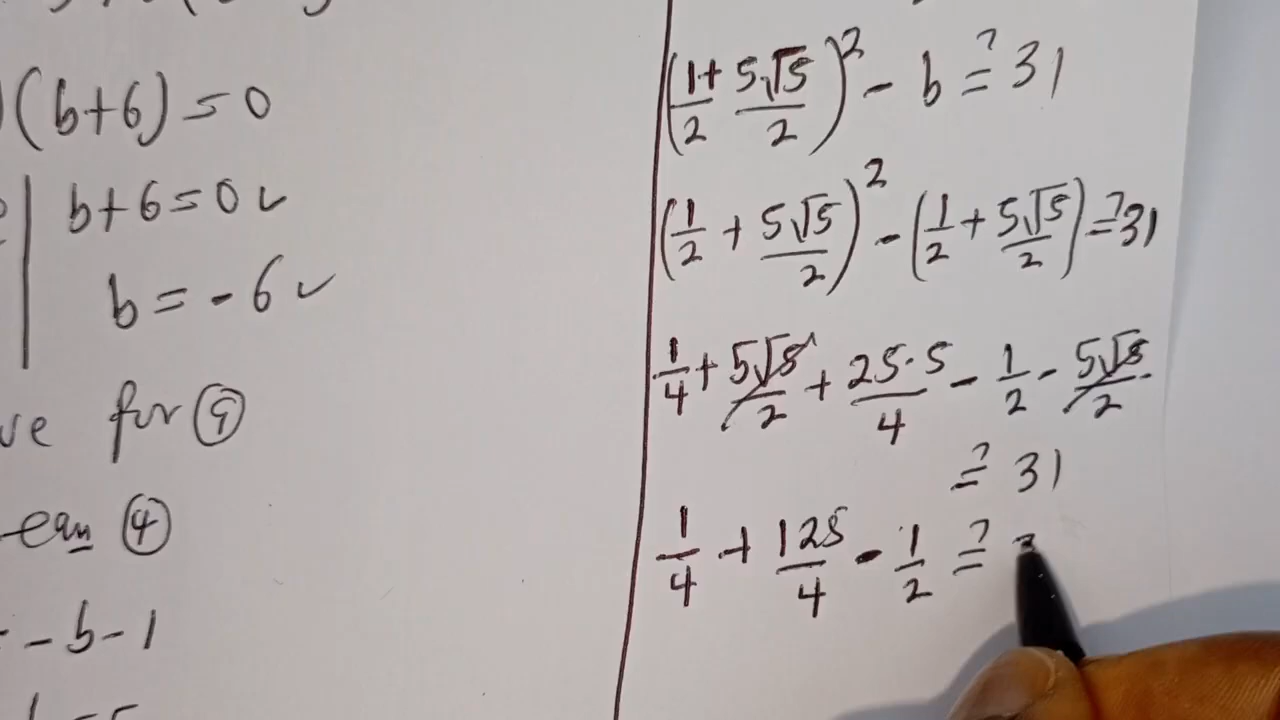 (b+6)=0
b+6=0✓
b=-6✓
for ⑨
eqn ④
=-b-1
(1/2+5√5/2)²-b≟31
(1/2+5√5/2)²-(1/2+5√5/2)≟31
1/4+5√5/2+25·5/4-1/2-5√5/2
≟31
1/4+125/4-1/2≟